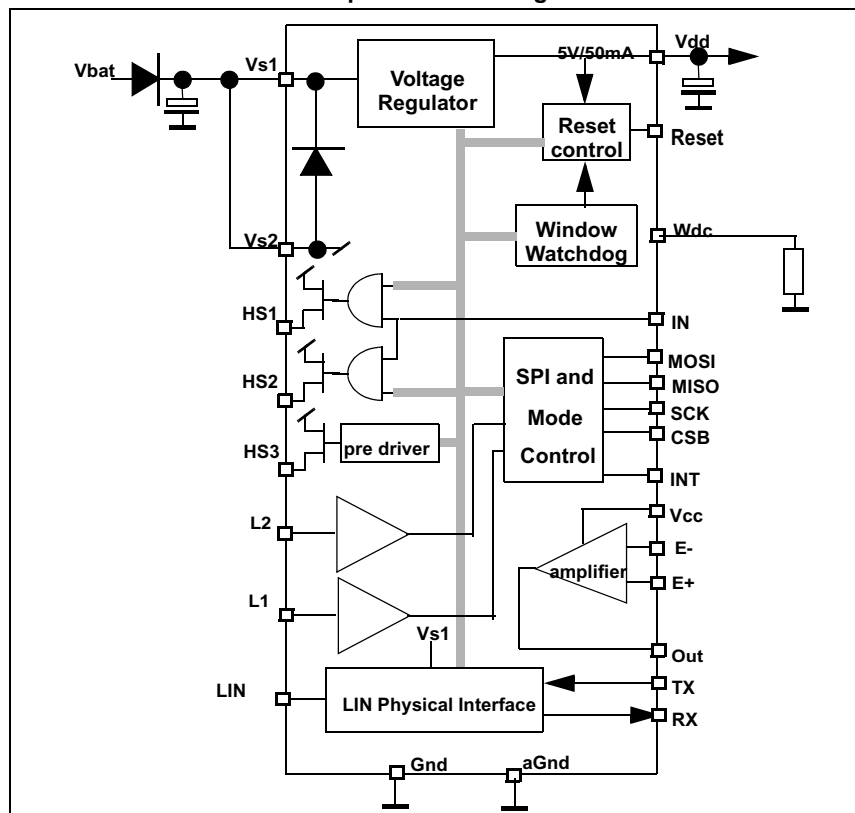 Vbat
Vs1
Voltage
Regulator
5V/50mA
Vdd
Reset
control
Reset
Vs2
Window
Watchdog
Wdc
HS1
IN
HS2
SPI and
Mode
Control
MOSI
MISO
SCK
CSB
HS3
pre driver
INT
L2
Vcc
E-
amplifier
E+
L1
Vs1
Out
LIN
LIN Physical Interface
TX
RX
Gnd
aGnd